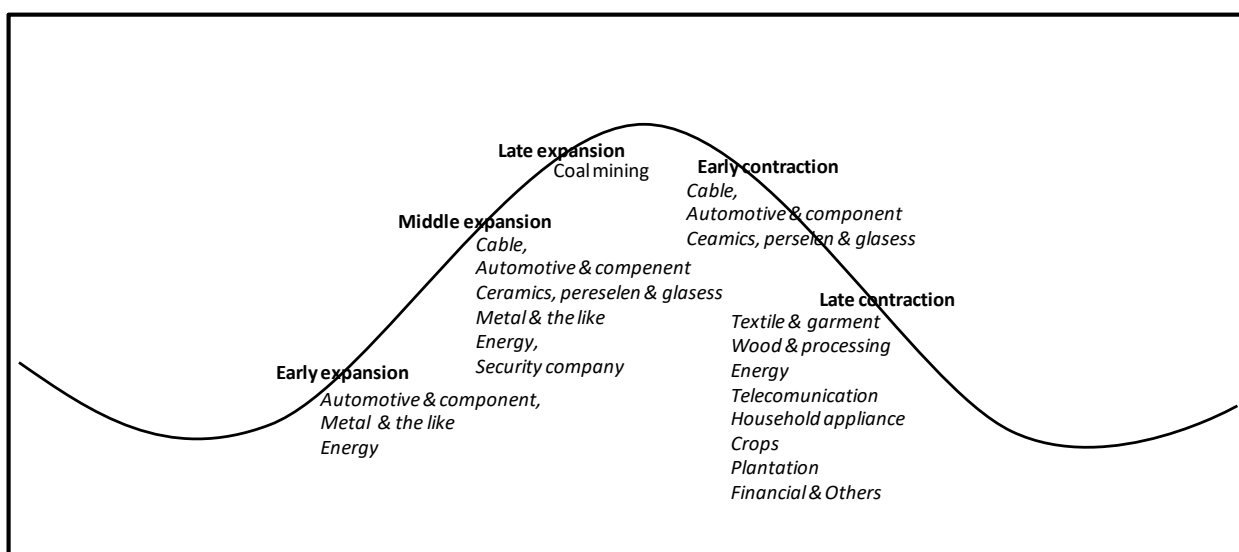 Late expansion
Coal mining
Early contraction
Cable,
Automotive & component
Ceamics, perselen & glasess
Middle expansion
Cable,
Automotive & compenent
Ceramics, pereselen & glasess
Metal & the like
Energy,
Security company
Late contraction
Textile & garment
Wood & processing
Energy
Telecomunication
Household appliance
Crops
Plantation
Financial & Others
Early expansion
Automotive & component,
Metal & the like
Energy